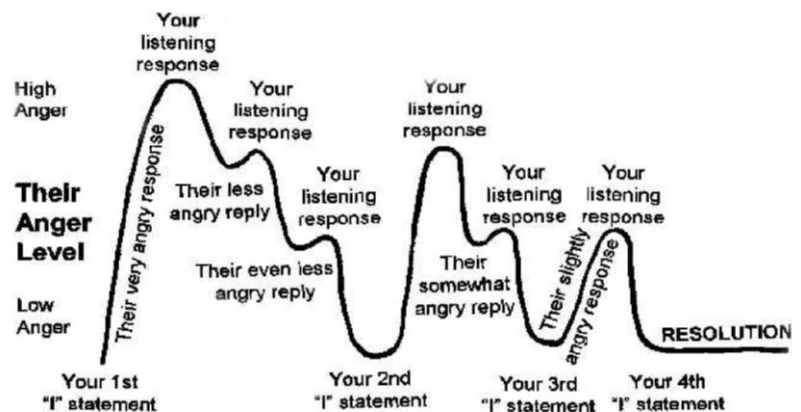 Your
listening
response
High
Anger
Their
Anger
Level
Low
Anger
Their very angry response
Your
listening
response
Their less
angry reply
Your
listening
response
Their even less
angry reply
Your
listening
response
Your
listening
response
Their
somewhat
angry reply
Their slightly
angry response
Your
listening
response
RESOLUTION
Your 1st
"I" statement
Your 2nd
"I" statement
Your 3rd
"I" statement
Your 4th
"I" statement